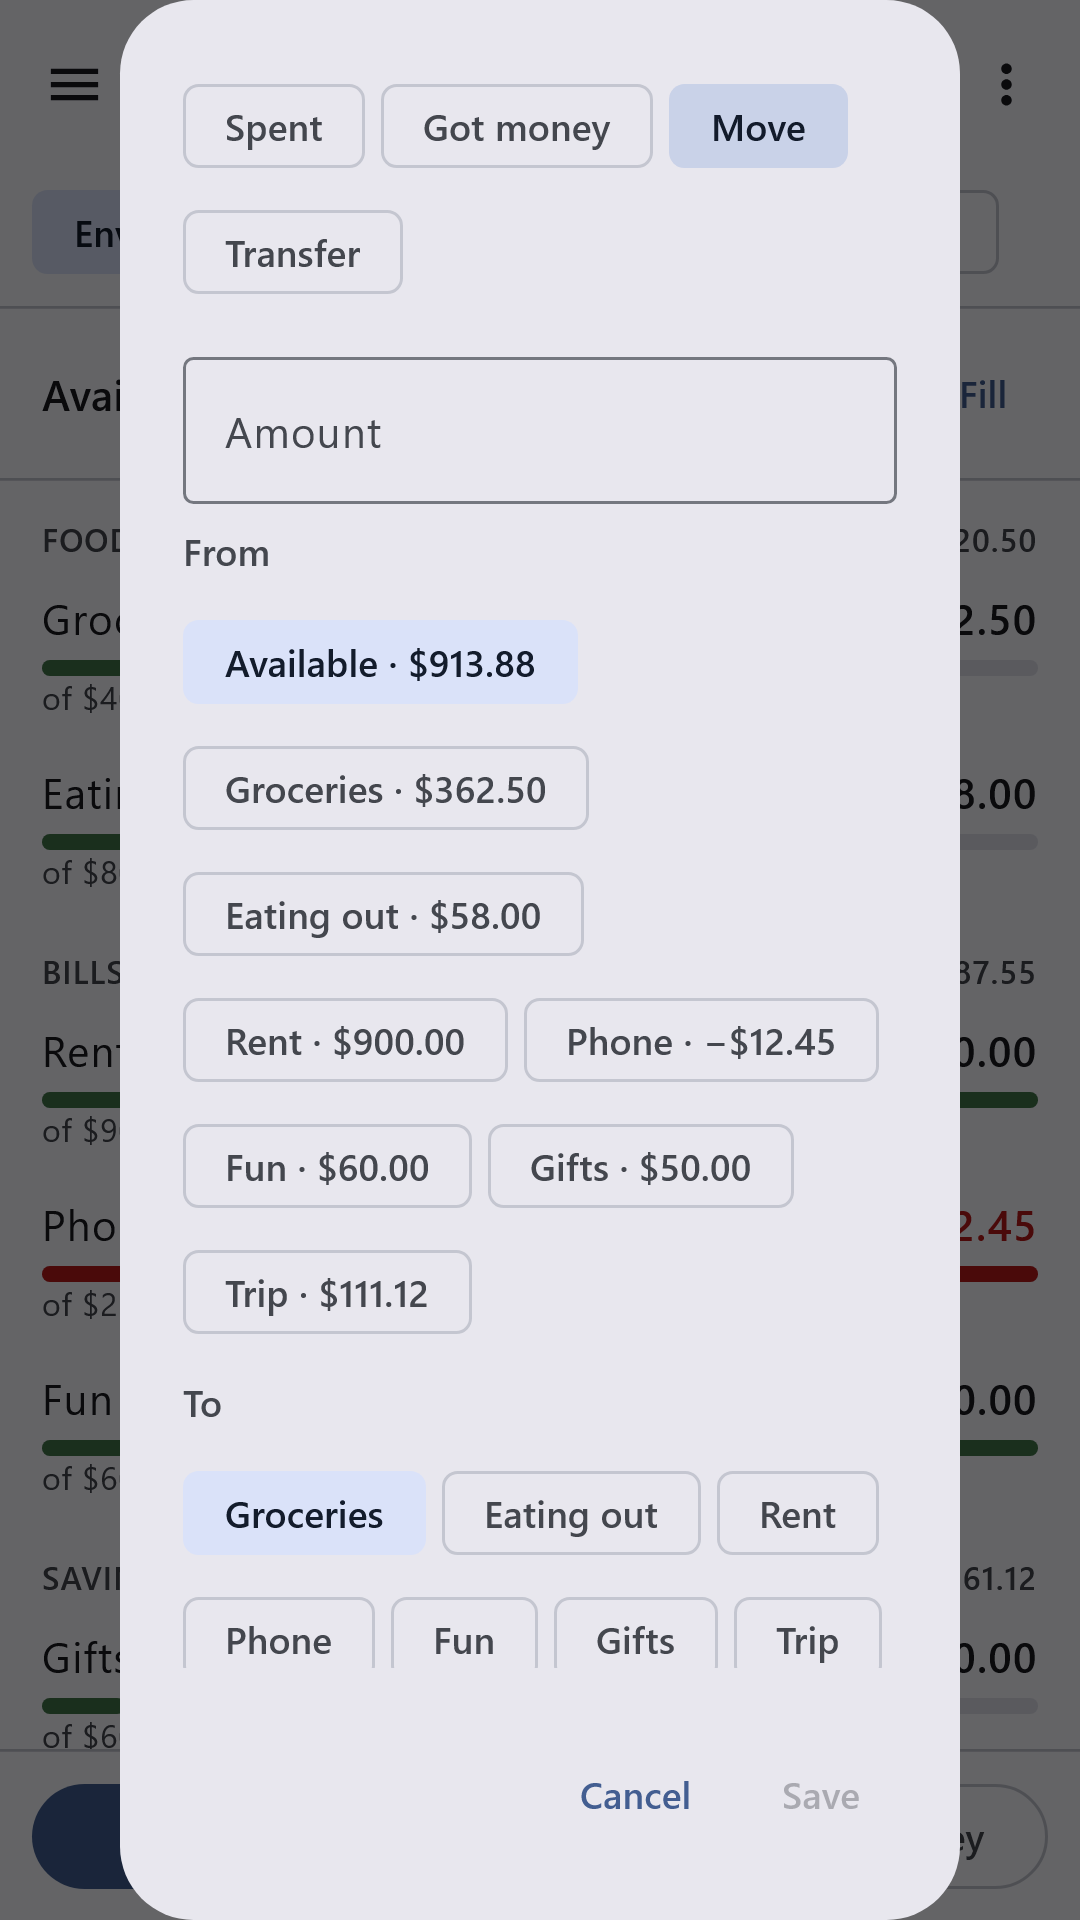 Spent
Got money
Move
Transfer
Fill
Amount
From
Available · $913.88
Groceries · $362.50
Eating out · $58.00
Rent · $900.00
Phone · −$12.45
Fun · $60.00
Gifts · $50.00
Trip · $111.12
To
Groceries
Eating out
Rent
Phone
Fun
Gifts
Trip
Cancel
Save